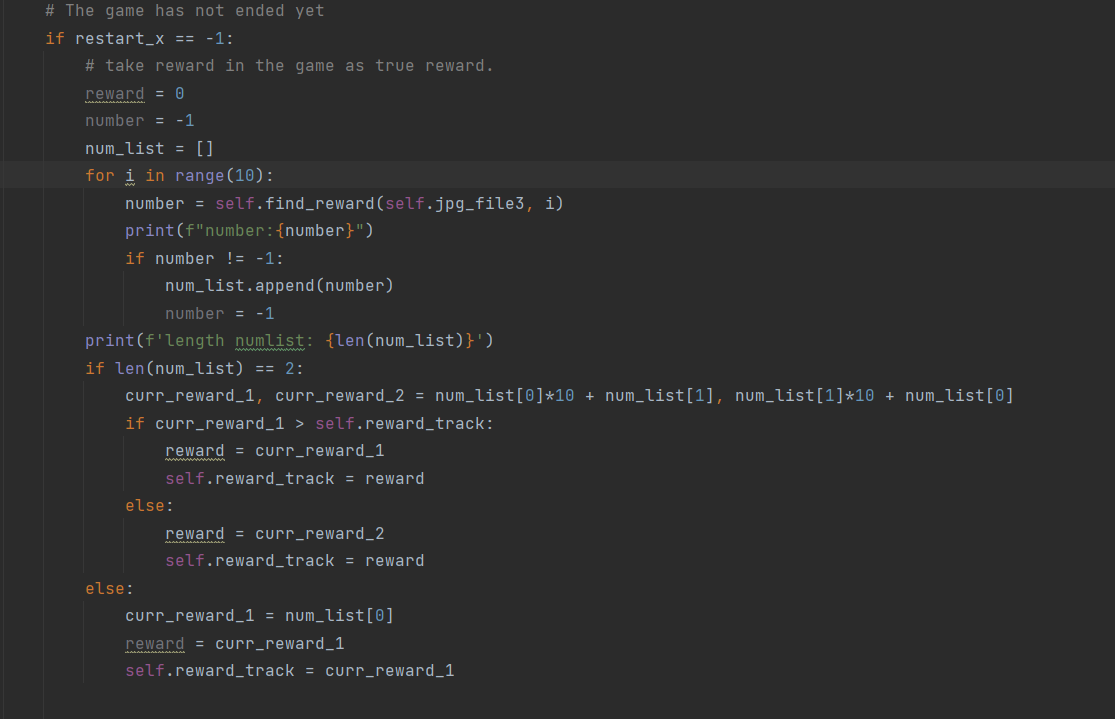 # The game has not ended yet
if restart_x == -1:
    # take reward in the game as true reward.
    reward = 0
    number = -1
    num_list = []
    for i in range(10):
        number = self.find_reward(self.jpg_file3, i)
        print(f"number:{number}")
        if number != -1:
            num_list.append(number)
            number = -1
    print(f'length numlist: {len(num_list)}')
    if len(num_list) == 2:
        curr_reward_1, curr_reward_2 = num_list[0]*10 + num_list[1], num_list[1]*10 + num_list[0]
        if curr_reward_1 > self.reward_track:
            reward = curr_reward_1
            self.reward_track = reward
        else:
            reward = curr_reward_2
            self.reward_track = reward
    else:
        curr_reward_1 = num_list[0]
        reward = curr_reward_1
        self.reward_track = curr_reward_1